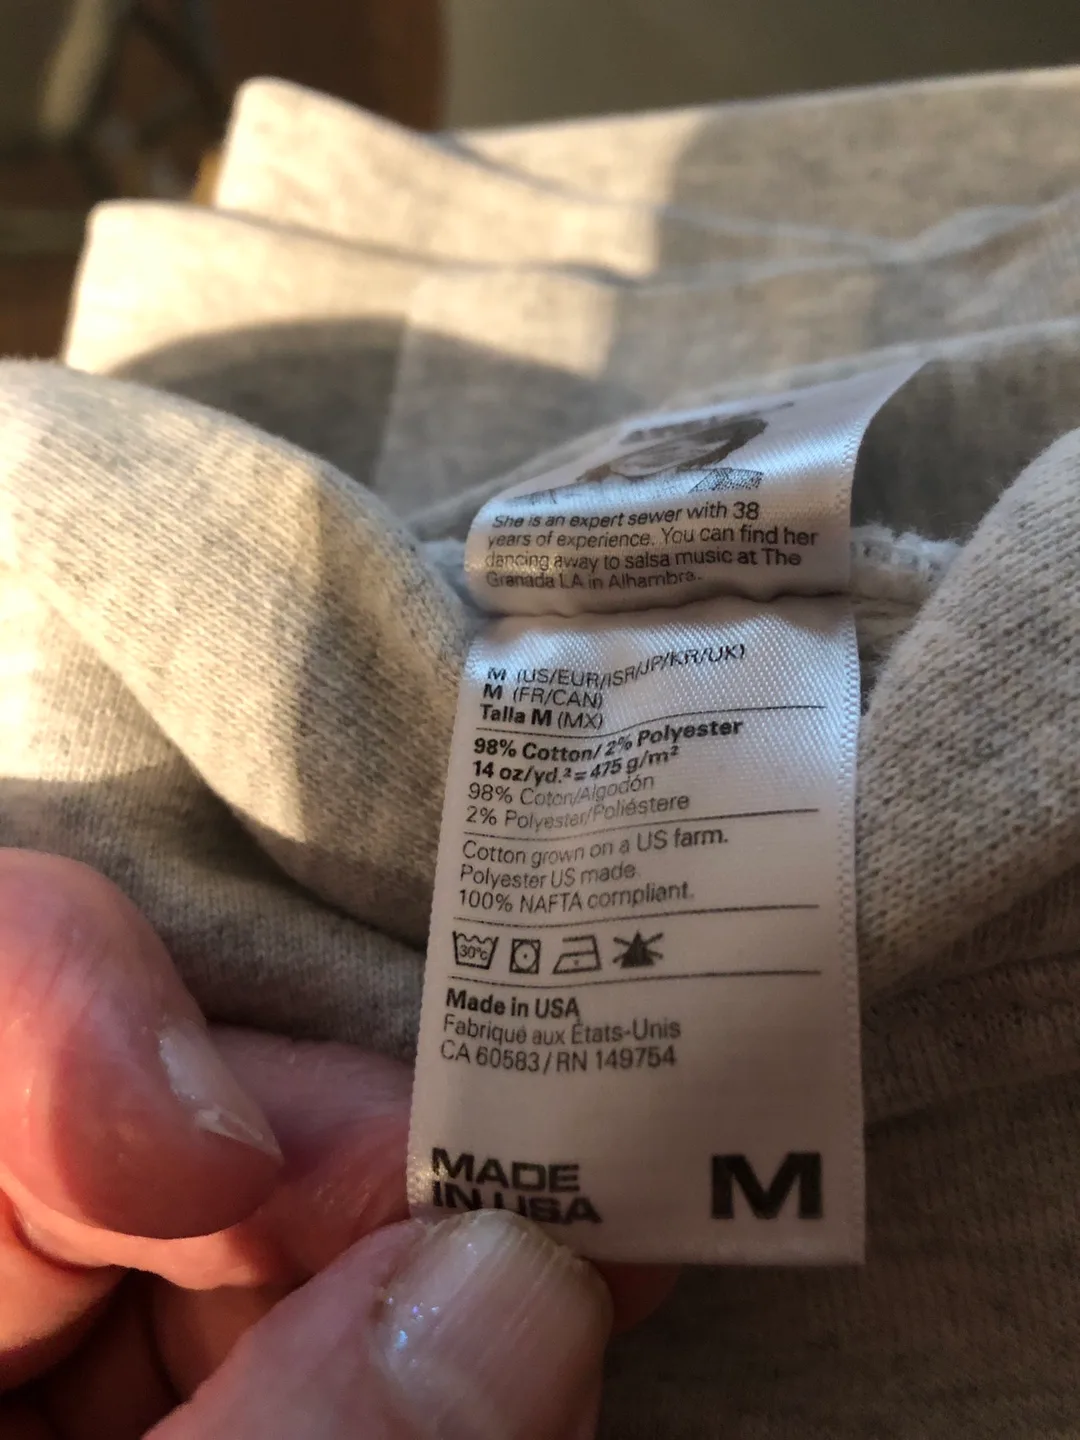 She is an expert sewer with 38
years of experience. You can find her
dancing away to salsa music at The
Granada LA in Alhambra.
M (US/EUR/ISR/JP/KR/UK)
M (FR/CAN)
Talla M (MX)
98% Cotton/2% Polyester
14 oz/yd.²=475 g/m²
98% Coton/Algodón
2% Polyester/Poliéstere
Cotton grown on a US farm.
Polyester US made.
100% NAFTA compliant.
30°c
Made in USA
Fabriqué aux États-Unis
CA 60583/RN 149754
MADE
IN USA
M